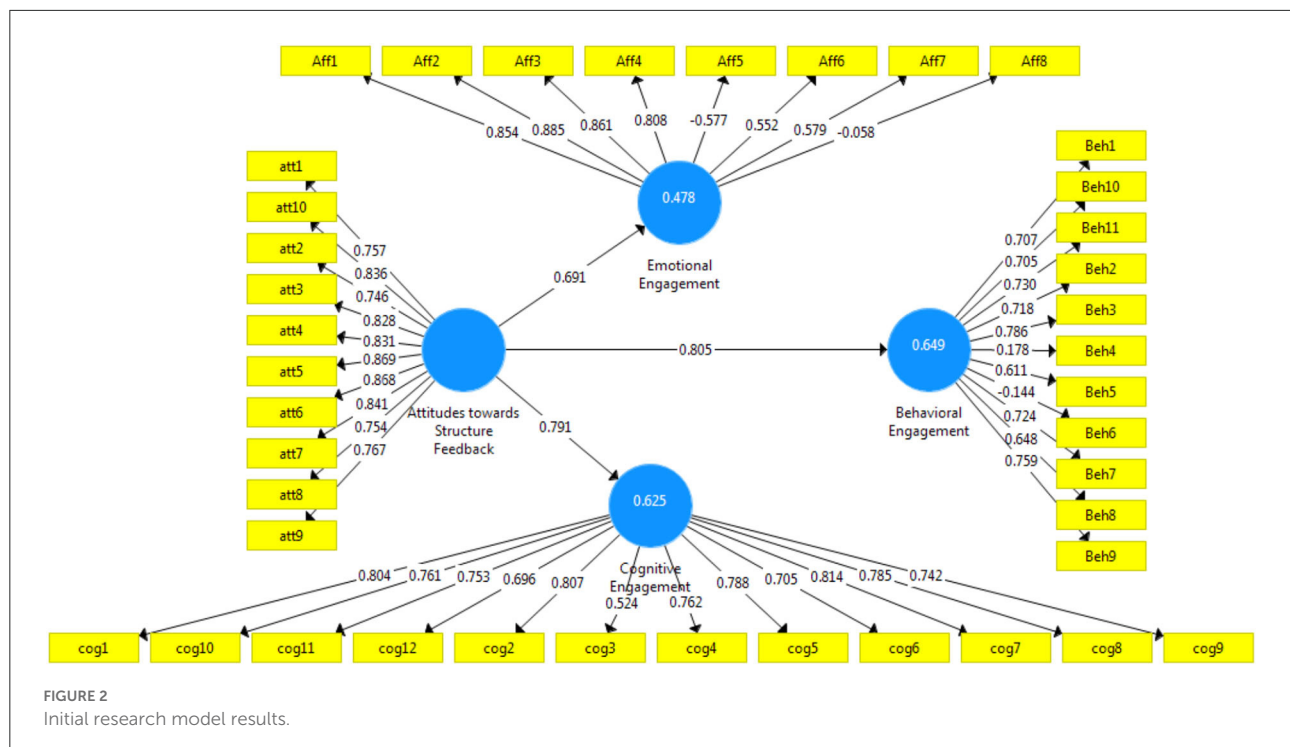 Aff1 Aff2 Aff3 Aff4 Aff5 Aff6 Aff7 Aff8
0.854 0.885 0.861 0.808 -0.577 0.552 0.579 -0.058
0.478
Emotional
Engagement
att1
att10
att2
att3
att4
att5
att6
att7
att8
att9
0.757
0.836
0.746
0.828
0.831
0.869
0.868
0.841
0.754
0.767
Attitudes towards
Structure
Feedback
0.691
0.805
0.791
0.649
Behavioral
Engagement
0.707
0.705
0.730
0.718
0.786
0.178
0.611
-0.144
0.724
0.648
0.759
Beh1
Beh10
Beh11
Beh2
Beh3
Beh4
Beh5
Beh6
Beh7
Beh8
Beh9
0.625
Cognitive
Engagement
0.804 0.761 0.753 0.696 0.807 0.524 0.762 0.788 0.705 0.814 0.785 0.742
cog1 cog10 cog11 cog12 cog2 cog3 cog4 cog5 cog6 cog7 cog8 cog9
FIGURE 2
Initial research model results.